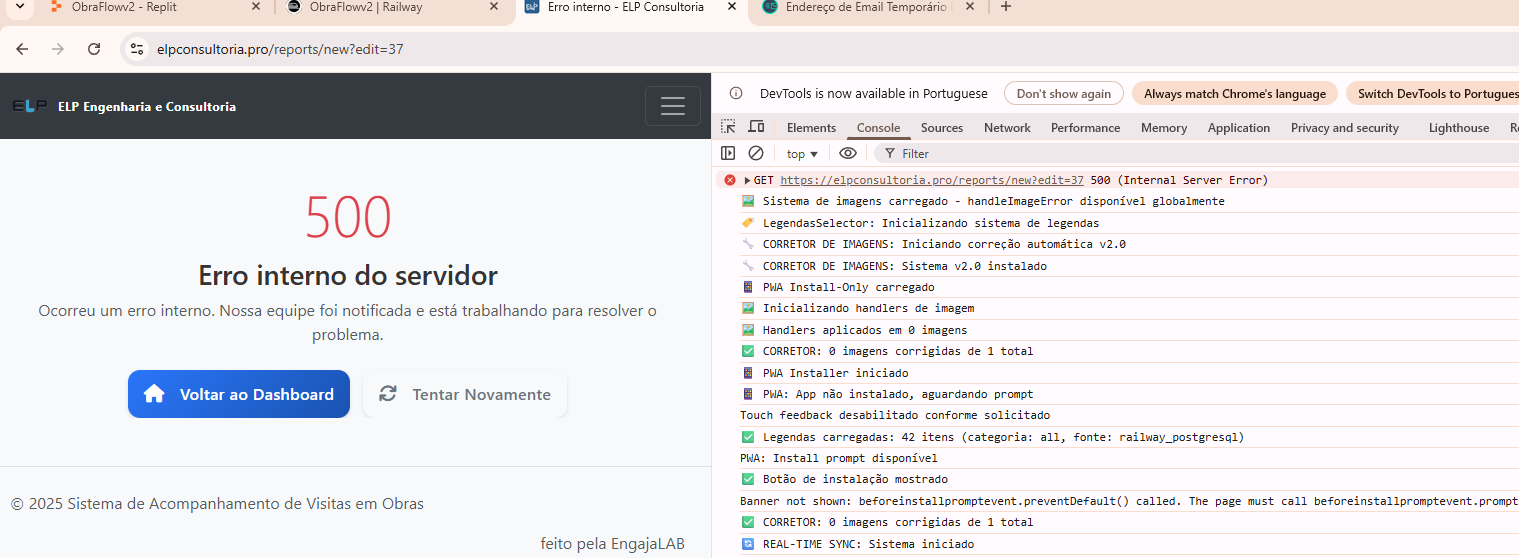 ObraFlowv2 - Replit
ObraFlowv2 | Railway
Erro interno - ELP Consultoria
Endereço de Email Temporário
elpconsultoria.pro/reports/new?edit=37
ELP ELP Engenharia e Consultoria
500
Erro interno do servidor
Ocorreu um erro interno. Nossa equipe foi notificada e está trabalhando para resolver o
problema.
Voltar ao Dashboard
Tentar Novamente
© 2025 Sistema de Acompanhamento de Visitas em Obras
feito pela EngajaLAB
DevTools is now available in Portuguese
Don't show again
Always match Chrome's language
Switch DevTools to Portugues
Elements Console Sources Network Performance Memory Application Privacy and security Lighthouse
top
Filter
GET https://elpconsultoria.pro/reports/new?edit=37 500 (Internal Server Error)
Sistema de imagens carregado - handleImageError disponível globalmente
LegendasSelector: Inicializando sistema de legendas
CORRETOR DE IMAGENS: Iniciando correção automática v2.0
CORRETOR DE IMAGENS: Sistema v2.0 instalado
PWA Install-Only carregado
Inicializando handlers de imagem
Handlers aplicados em 0 imagens
CORRETOR: 0 imagens corrigidas de 1 total
PWA Installer iniciado
PWA: App não instalado, aguardando prompt
Touch feedback desabilitado conforme solicitado
Legendas carregadas: 42 itens (categoria: all, fonte: railway_postgresql)
PWA: Install prompt disponível
Botão de instalação mostrado
Banner not shown: beforeinstallpromptevent.preventDefault() called. The page must call beforeinstallpromptevent.prompt
CORRETOR: 0 imagens corrigidas de 1 total
REAL-TIME SYNC: Sistema iniciado